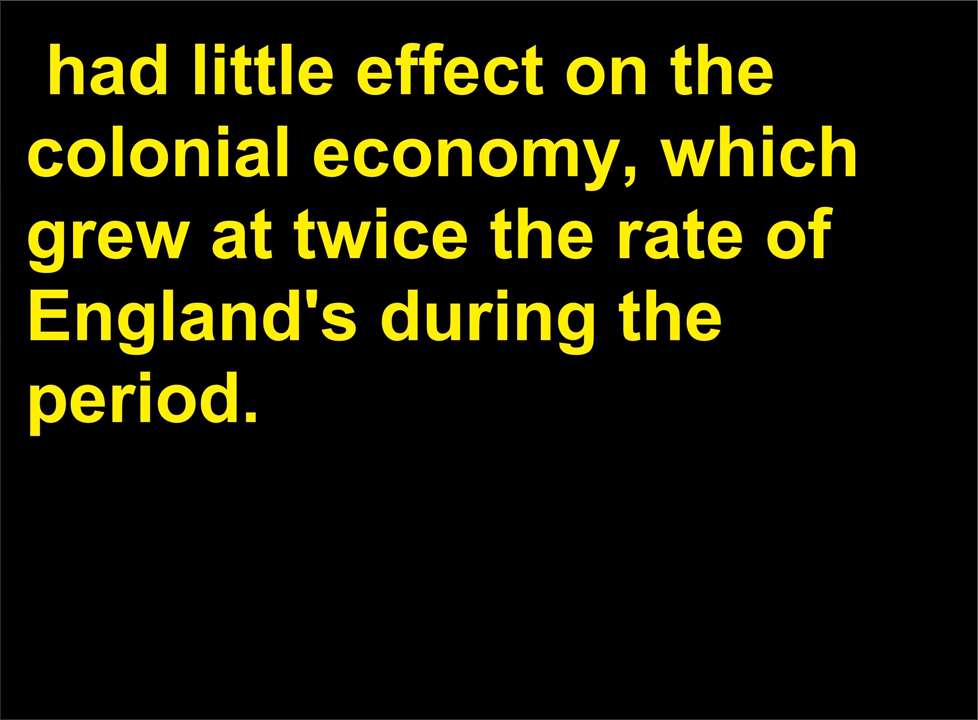 had little effect on the
colonial economy, which
grew at twice the rate of
England's during the
period.